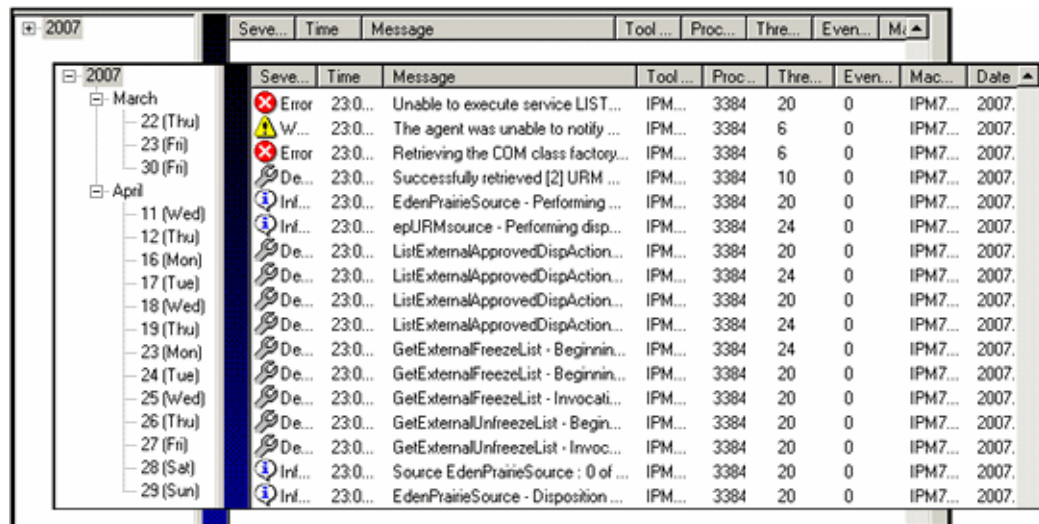 2007
Seve... Time Message Tool ... Proc... Thre... Even... Ma
2007
March
22 (Thu)
23 (Fri)
30 (Fri)
April
11 (Wed)
12 (Thu)
16 (Mon)
17 (Tue)
18 (Wed)
19 (Thu)
23 (Mon)
24 (Tue)
25 (Wed)
26 (Thu)
27 (Fri)
28 (Sat)
29 (Sun)
Seve... Time Message Tool ... Proc... Thre... Even... Mac... Date
Error 23:0... Unable to execute service LIST... IPM... 3384 20 0 IPM7... 2007.
W... 23:0... The agent was unable to notify ... IPM... 3384 6 0 IPM7... 2007.
Error 23:0... Retrieving the COM class factory... IPM... 3384 6 0 IPM7... 2007.
De... 23:0... Successfully retrieved [2] URM ... IPM... 3384 10 0 IPM7... 2007.
Inf... 23:0... EdenPrairieSource - Performing ... IPM... 3384 20 0 IPM7... 2007.
Inf... 23:0... epURMsource - Performing disp... IPM... 3384 24 0 IPM7... 2007.
De... 23:0... ListExternalApprovedDispAction... IPM... 3384 20 0 IPM7... 2007.
De... 23:0... ListExternalApprovedDispAction... IPM... 3384 24 0 IPM7... 2007.
De... 23:0... ListExternalApprovedDispAction... IPM... 3384 20 0 IPM7... 2007.
De... 23:0... ListExternalApprovedDispAction... IPM... 3384 24 0 IPM7... 2007.
De... 23:0... GetExternalFreezeList - Beginnin... IPM... 3384 24 0 IPM7... 2007.
De... 23:0... GetExternalFreezeList - Beginnin... IPM... 3384 20 0 IPM7... 2007.
De... 23:0... GetExternalFreezeList - Invocati... IPM... 3384 20 0 IPM7... 2007.
De... 23:0... GetExternalUnfreezeList - Begin... IPM... 3384 20 0 IPM7... 2007.
De... 23:0... GetExternalUnfreezeList - Invoc... IPM... 3384 20 0 IPM7... 2007.
Inf... 23:0... Source EdenPrairieSource : 0 of ... IPM... 3384 20 0 IPM7... 2007.
Inf... 23:0... EdenPrairieSource - Disposition ... IPM... 3384 20 0 IPM7... 2007.